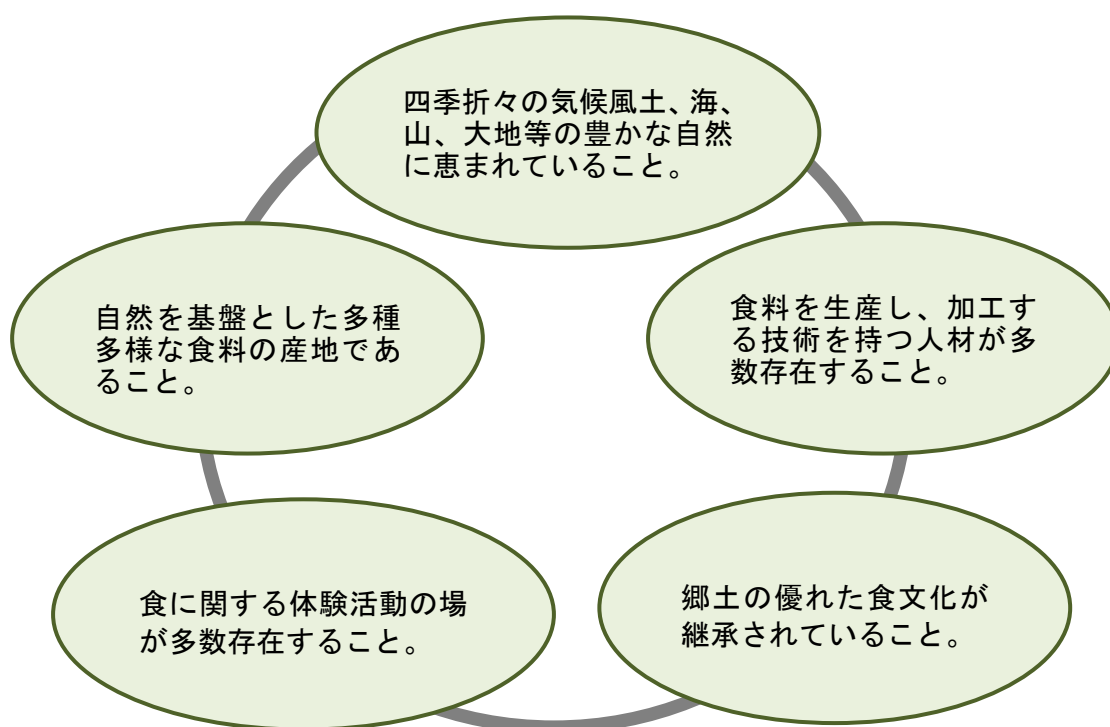 四季折々の気候風土、海、
山、大地等の豊かな自然
に恵まれていること。
自然を基盤とした多種
多様な食料の産地であ
ること。
食料を生産し、加工す
る技術を持つ人材が多
数存在すること。
食に関する体験活動の場
が多数存在すること。
郷土の優れた食文化が
継承されていること。